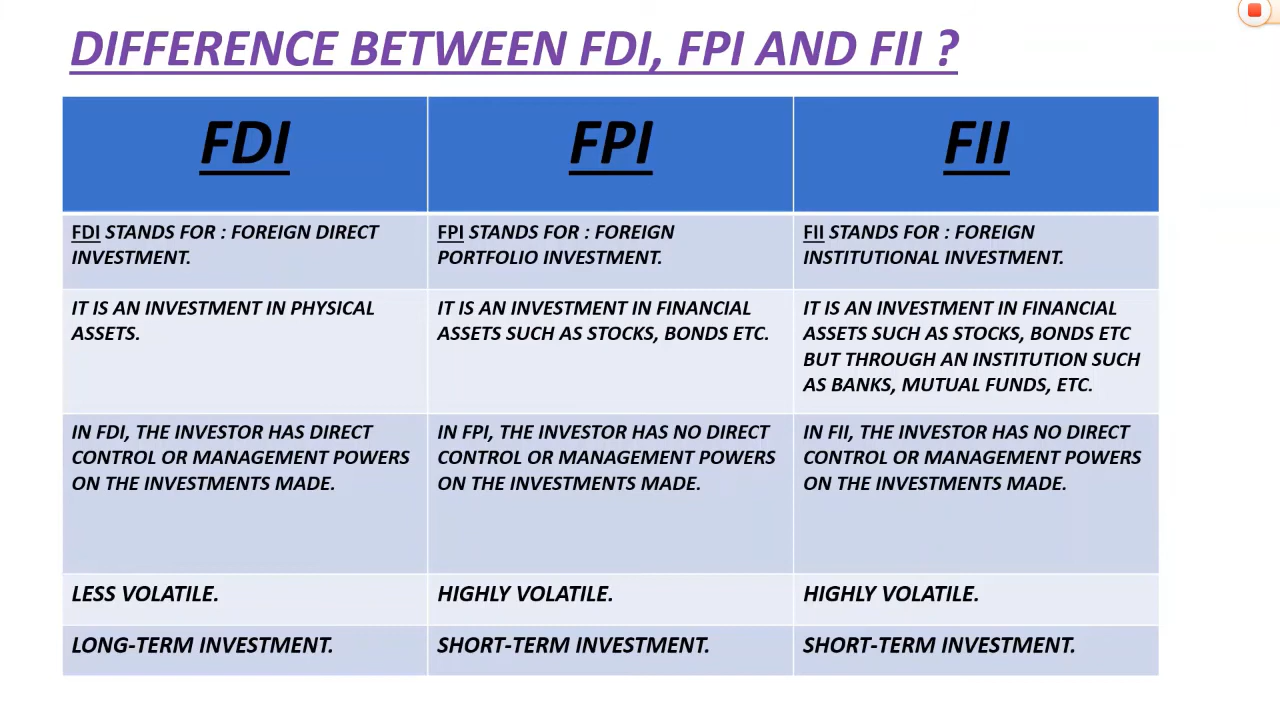 DIFFERENCE BETWEEN FDI, FPI AND FII ?
FDI
FPI
FII
FDI STANDS FOR : FOREIGN DIRECT
INVESTMENT.
FPI STANDS FOR : FOREIGN
PORTFOLIO INVESTMENT.
FII STANDS FOR : FOREIGN
INSTITUTIONAL INVESTMENT.
IT IS AN INVESTMENT IN PHYSICAL
ASSETS.
IT IS AN INVESTMENT IN FINANCIAL
ASSETS SUCH AS STOCKS, BONDS ETC.
IT IS AN INVESTMENT IN FINANCIAL
ASSETS SUCH AS STOCKS, BONDS ETC
BUT THROUGH AN INSTITUTION SUCH
AS BANKS, MUTUAL FUNDS, ETC.
IN FDI, THE INVESTOR HAS DIRECT
CONTROL OR MANAGEMENT POWERS
ON THE INVESTMENTS MADE.
IN FPI, THE INVESTOR HAS NO DIRECT
CONTROL OR MANAGEMENT POWERS
ON THE INVESTMENTS MADE.
IN FII, THE INVESTOR HAS NO DIRECT
CONTROL OR MANAGEMENT POWERS
ON THE INVESTMENTS MADE.
LESS VOLATILE.
HIGHLY VOLATILE.
HIGHLY VOLATILE.
LONG-TERM INVESTMENT.
SHORT-TERM INVESTMENT.
SHORT-TERM INVESTMENT.